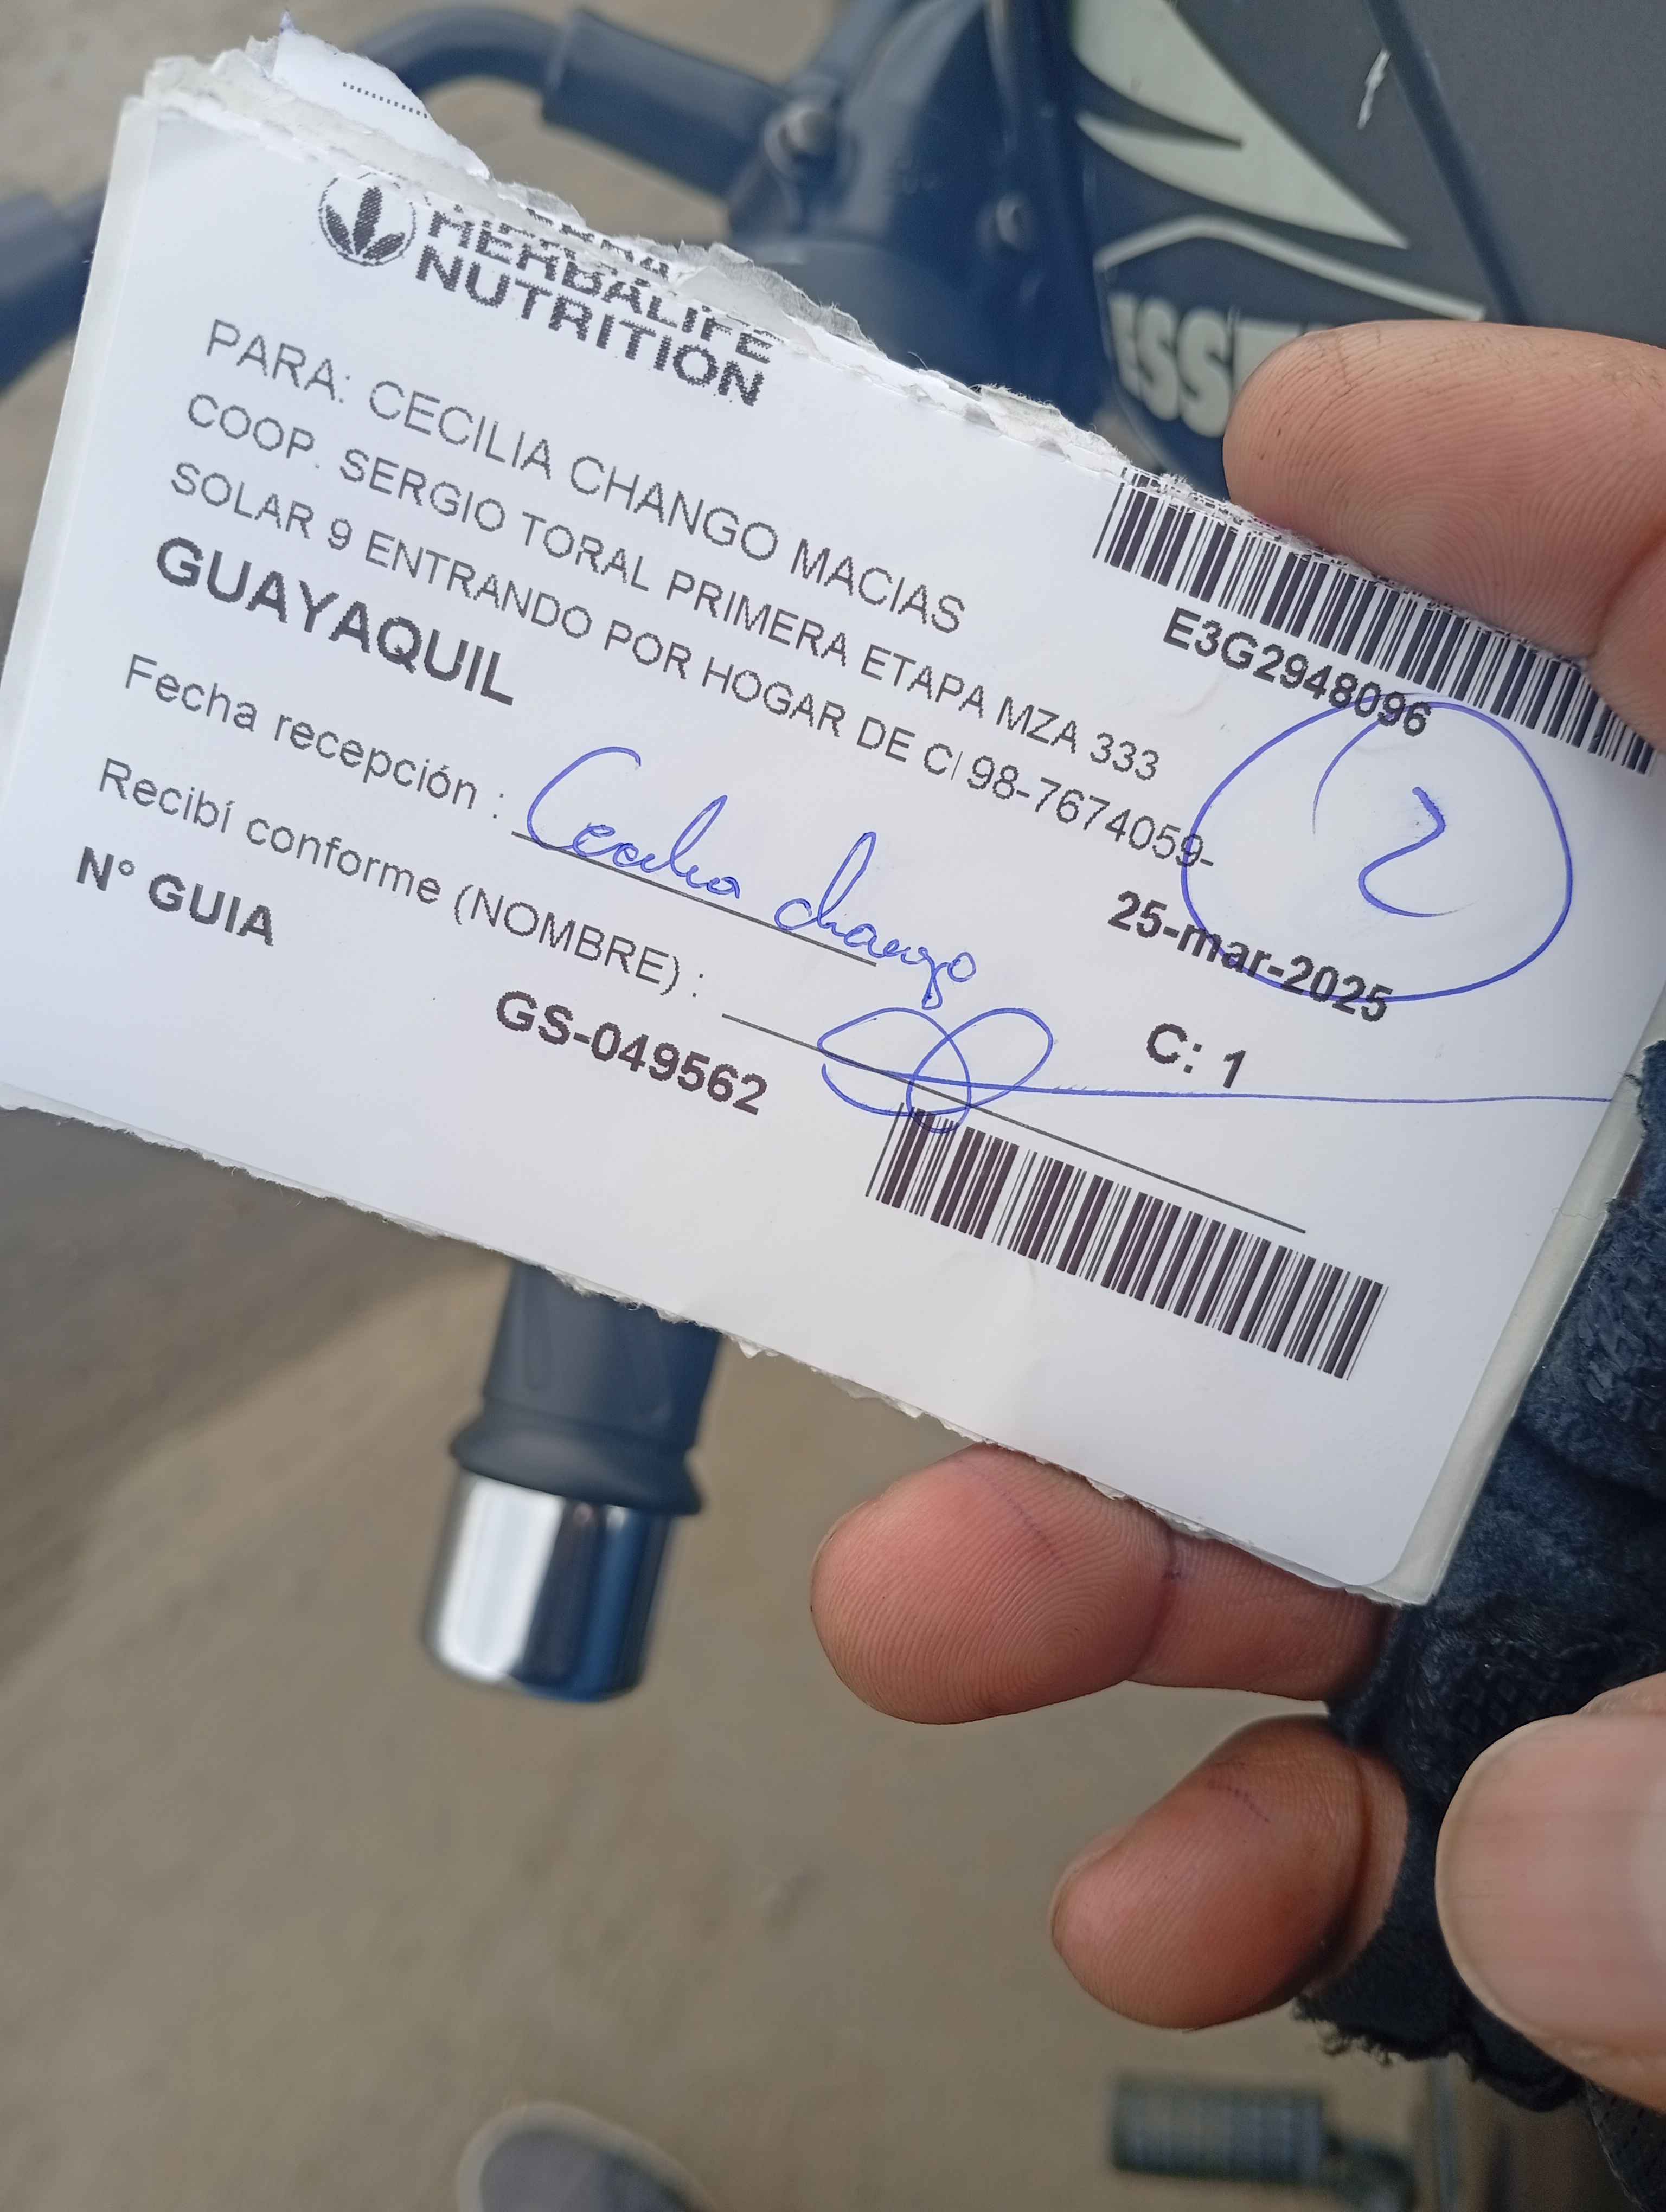 HERBALIFE
NUTRITION
PARA: CECILIA CHANGO MACIAS
COOP. SERGIO TORAL PRIMERA ETAPA MZA 333
SOLAR 9 ENTRANDO POR HOGAR DE C 98-7674059-
GUAYAQUIL
E3G2948096
2
25-mar-2025
Fecha recepción : Cecilia chango
C: 1
Recibí conforme (NOMBRE) :
Nº GUIA
GS-049562